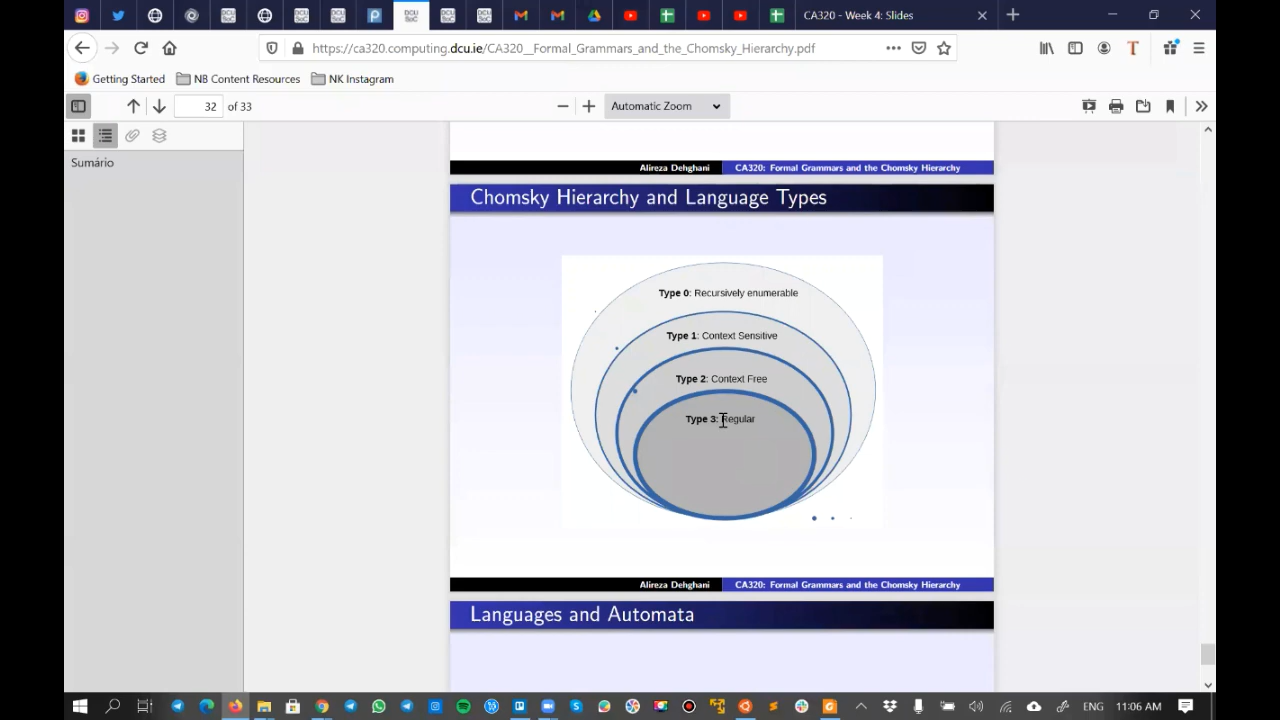 CA320 - Week 4: Slides
https://ca320.computing.dcu.ie/CA320__Formal_Grammars_and_the_Chomsky_Hierarchy.pdf
Getting Started NB Content Resources NK Instagram
32 of 33 Automatic Zoom
Sumário
Alireza Dehghani CA320: Formal Grammars and the Chomsky Hierarchy
Chomsky Hierarchy and Language Types
Type 0: Recursively enumerable
Type 1: Context Sensitive
Type 2: Context Free
Type 3: Regular
Alireza Dehghani CA320: Formal Grammars and the Chomsky Hierarchy
Languages and Automata
ENG 11:06 AM